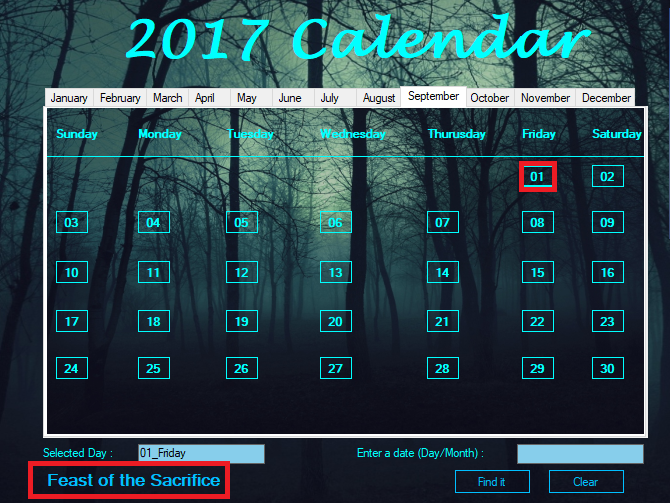 2017 Calendar
January February March April May June July August September October November December
Sunday Monday Tuesday Wednesday Thurusday Friday Saturday
01 02
03 04 05 06 07 08 09
10 11 12 13 14 15 16
17 18 19 20 21 22 23
24 25 26 27 28 29 30
Selected Day : 01_Friday Enter a date (Day/Month) :
Feast of the Sacrifice Find it Clear